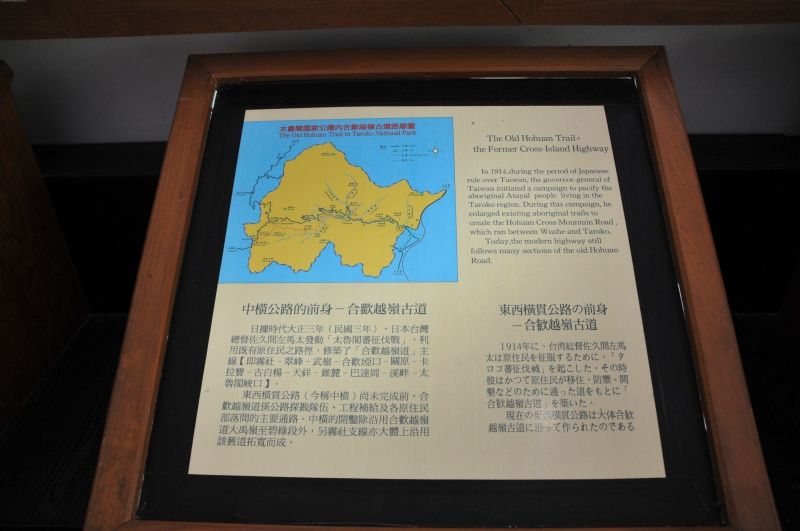 太魯閣國家公園內合歡越嶺古道路線圖
The Old Hohuan Trail in Taroko National Park
The Old Hohuan Trail-
the Former Cross-Island Highway
In 1914,during the period of Japanese
rule over Taiwan, the governor-general of
Taiwan initiated a campaign to pacify the
aboriginal Atayal people living in the
Taroko region. During this campaign, he
enlarged existing aboriginal trails to
create the Hohuan Cross-Mountain Road ,
which ran between Wushe and Taroko.
Today,the modern highway still
follows many sections of the old Hohuan
Road.
中橫公路的前身－合歡越嶺古道
日據時代大正三年（民國三年），日本台灣
總督佐久間左馬太發動「太魯閣蕃征伐戰」，利
用既有原住民之路徑，修築了「合歡越嶺道」主
線【即霧社－翠峰－武嶺－合歡埡口－關原－卡
拉寶－古白楊－天祥－錐麓－巴達岡－溪畔－太
魯閣峽口】。
東西橫貫公路（今稱中橫）尚未完成前，合
歡越嶺道係公路探勘隊伍、工程補給及各原住民
部落間的主要通路。中橫的開鑿除沿用合歡越嶺
道大禹嶺至碧綠段外，另霧社支線亦大體上沿用
該舊道拓寬而成。
東西橫貫公路の前身
－合歓越嶺古道
1914年に、台湾総督佐久間左馬
太は原住民を征服するために、「タ
ロコ蕃征伐戦」を起こした。その時
彼はかつて原住民が移住、防禦、開
墾などのために通った道をもとに「
合歓越嶺古道」を築いた。
現在の東西横貫公路は大体合歓
越嶺古道に沿って作られたのである